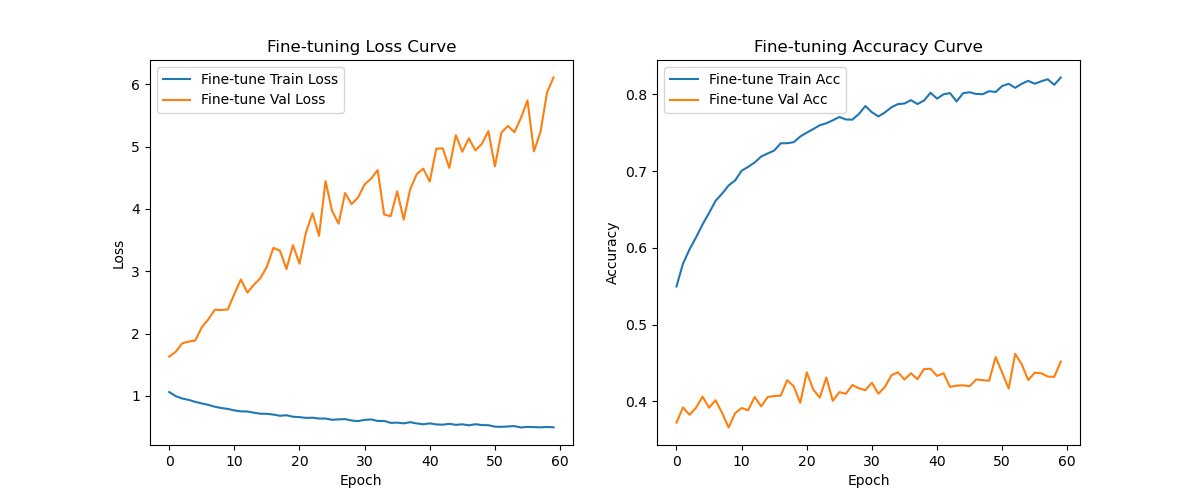 Fine-tuning Loss Curve
Fine-tune Train Loss
Fine-tune Val Loss
6
5
4
3
2
1
Loss
0 10 20 30 40 50 60
Epoch
Fine-tuning Accuracy Curve
Fine-tune Train Acc
Fine-tune Val Acc
0.8
0.7
0.6
0.5
0.4
Accuracy
0 10 20 30 40 50 60
Epoch